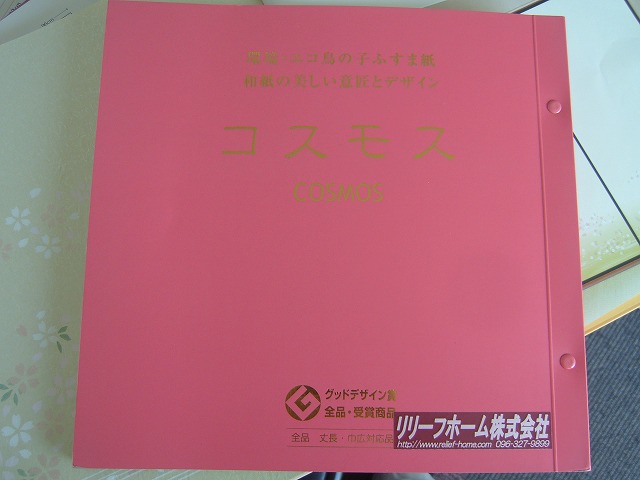 ・エコ鳥の子ふすま紙
和紙の美しい意匠とデザイン
コスモス
COSMOS
グッドデザイン賞
全品・受賞商品
全品 丈長・巾広対応品
リリーフホーム株式会社
http://www.relief-home.com 096-327-9899